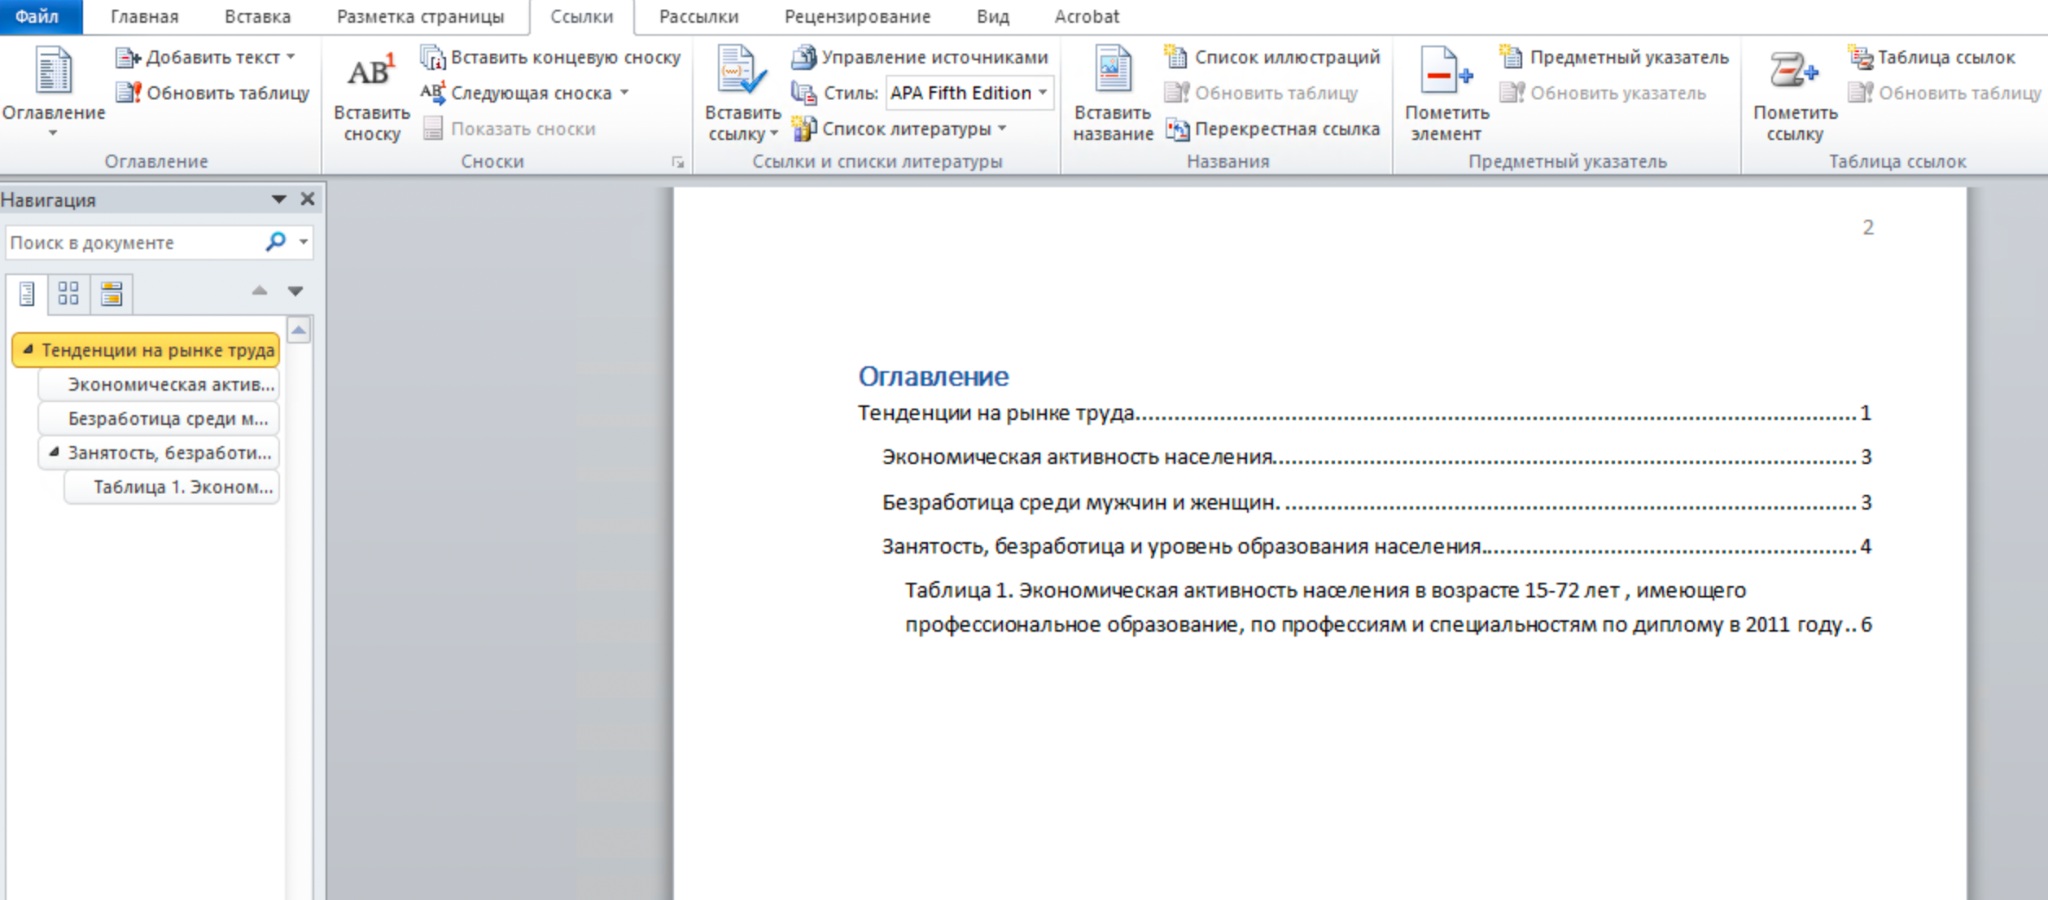 Файл Главная Вставка Разметка страницы Ссылки Рассылки Рецензирование Вид Acrobat
Оглавление
Добавить текст
Обновить таблицу
Оглавление
AB1
Вставить
сноску
Вставить концевую сноску
AB1 Следующая сноска
Показать сноски
Сноски
Вставить
ссылку
Управление источниками
Стиль: APA Fifth Edition
Список литературы
Ссылки и списки литературы
Вставить
название
Список иллюстраций
Обновить таблицу
Перекрестная ссылка
Названия
Пометить
элемент
Предметный указатель
Обновить указатель
Предметный указатель
Пометить
ссылку
Таблица ссылок
Обновить таблицу
Таблица ссылок
Навигация
Поиск в документе
Тенденции на рынке труда
Экономическая актив...
Безработица среди м...
Занятость, безработи...
Таблица 1. Эконом...
2
Оглавление
Тенденции на рынке труда........................................ 1
Экономическая активность населения........................................ 3
Безработица среди мужчин и женщин. ........................................ 3
Занятость, безработица и уровень образования населения........................................ 4
Таблица 1. Экономическая активность населения в возрасте 15-72 лет , имеющего
профессиональное образование, по профессиям и специальностям по диплому в 2011 году.. 6